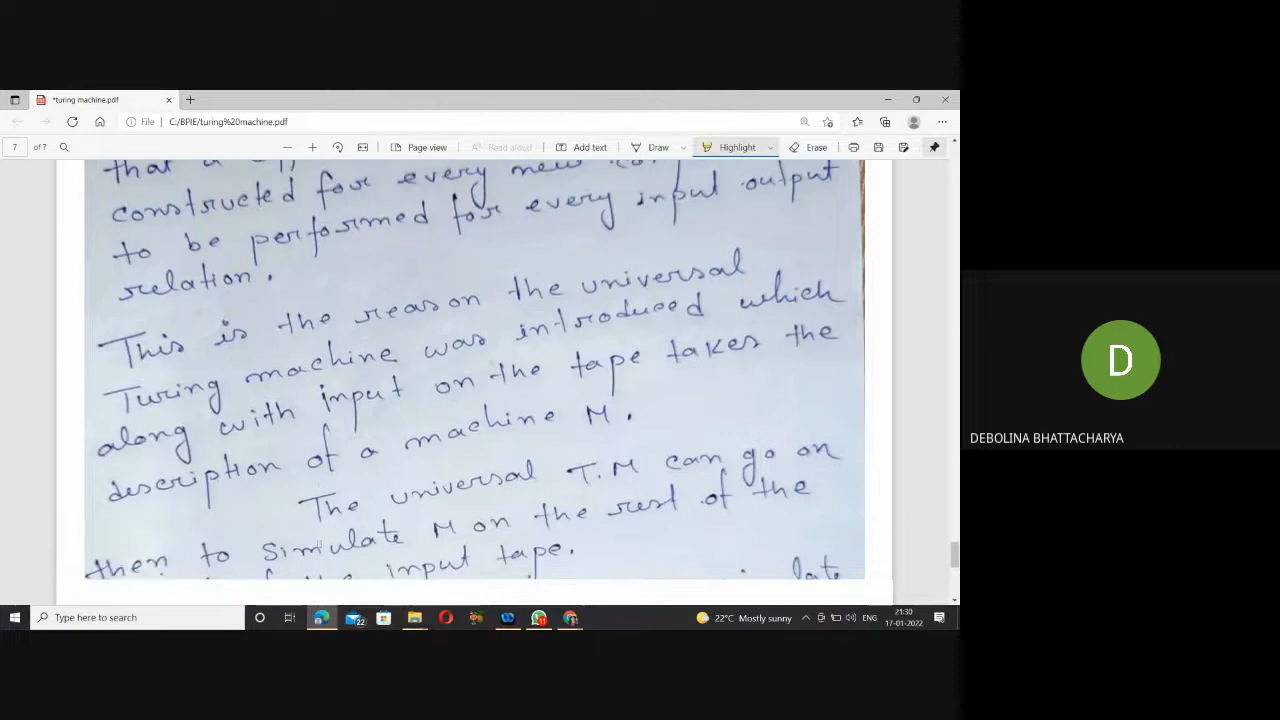 *turing machine.pdf
File
C:/BPIE/turing%20machine.pdf
7 of 7
Page view
Read aloud
Add text
Draw
Highlight
Erase
that a
constructed for every new
to be performed for every input output
relation.
This is the reason the universal
Turing machine was introduced which
along with input on the tape takes the
description of a machine M.
The universal T.M can go on
then to simulate M on the rest of the
input tape.
D
DEBOLINA BHATTACHARYA
Type here to search
22
11
22°C Mostly sunny
ENG
21:30
17-01-2022